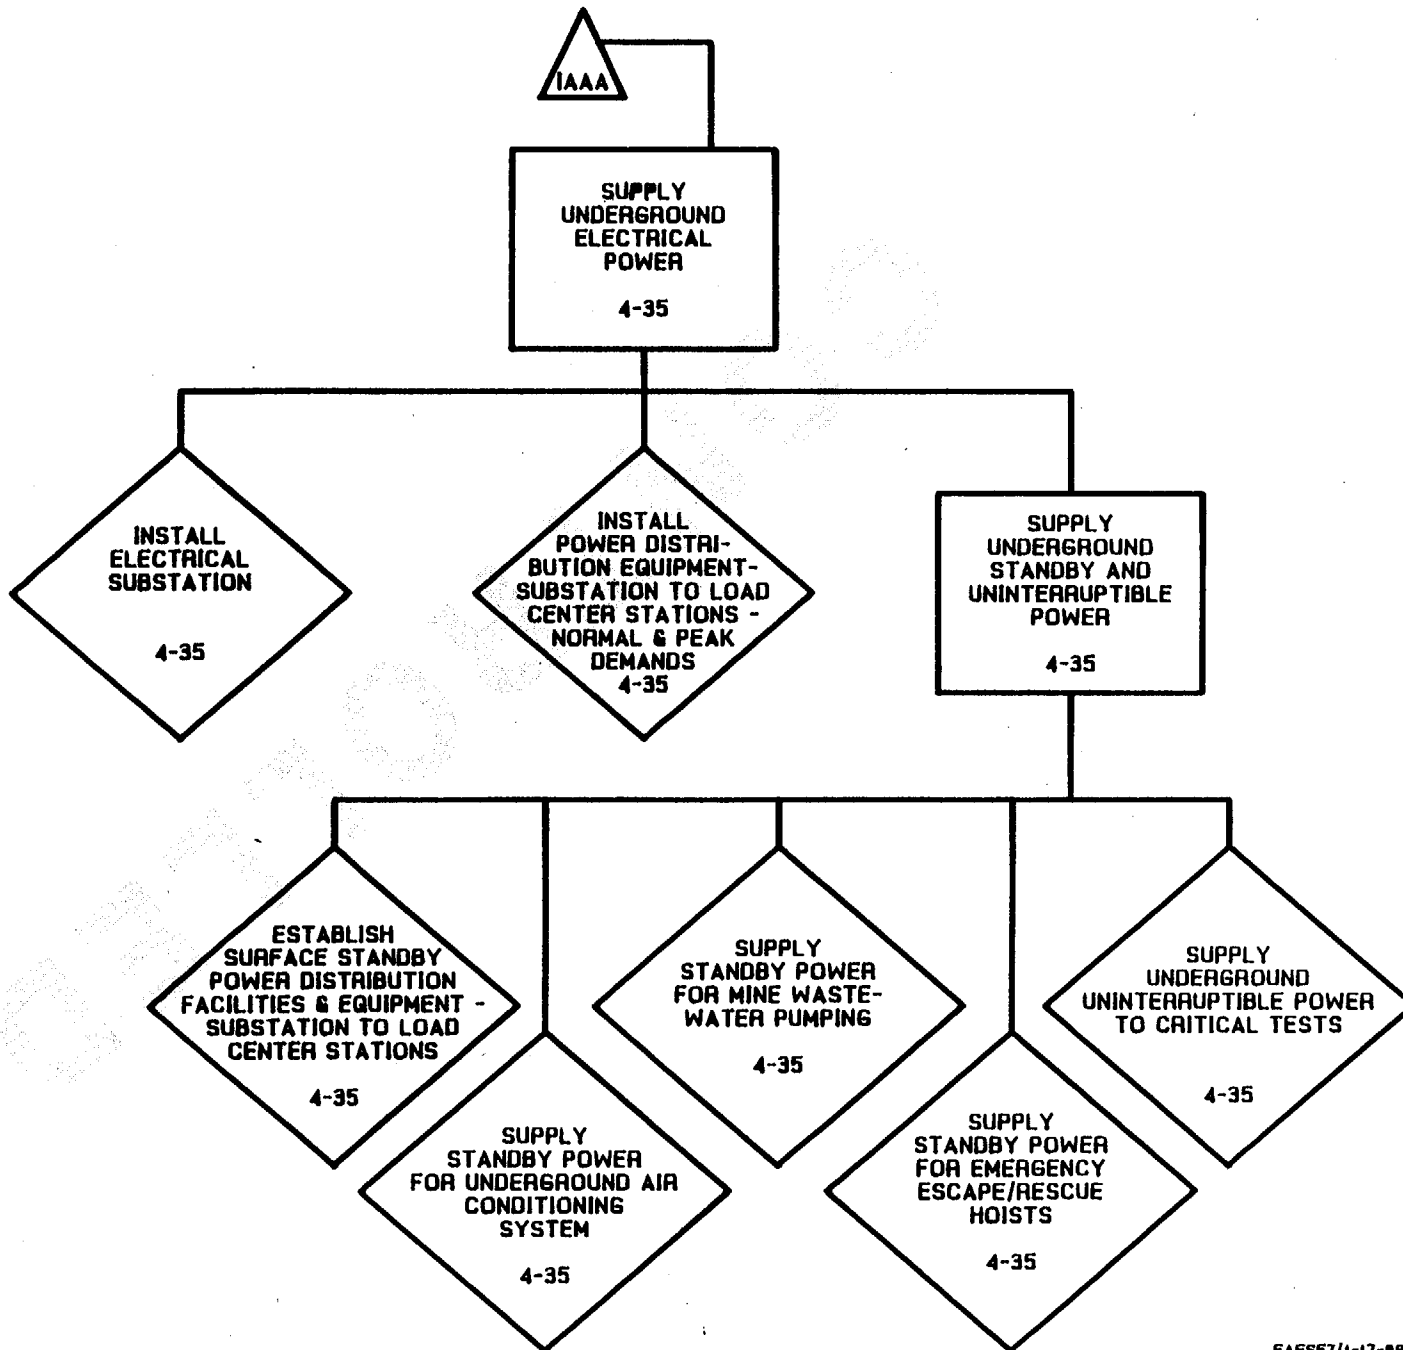 IAAA
SUPPLY
UNDERGROUND
ELECTRICAL
POWER
4-35
INSTALL
ELECTRICAL
SUBSTATION
4-35
INSTALL
POWER DISTRI-
BUTION EQUIPMENT-
SUBSTATION TO LOAD
CENTER STATIONS -
NORMAL & PEAK
DEMANDS
4-35
SUPPLY
UNDERGROUND
STANDBY AND
UNINTERRUPTIBLE
POWER
4-35
ESTABLISH
SURFACE STANDBY
POWER DISTRIBUTION
FACILITIES & EQUIPMENT -
SUBSTATION TO LOAD
CENTER STATIONS
4-35
SUPPLY
STANDBY POWER
FOR UNDERGROUND AIR
CONDITIONING
SYSTEM
4-35
SUPPLY
STANDBY POWER
FOR MINE WASTE-
WATER PUMPING
4-35
SUPPLY
STANDBY POWER
FOR EMERGENCY
ESCAPE/RESCUE
HOISTS
4-35
SUPPLY
UNDERGROUND
UNINTERRUPTIBLE POWER
TO CRITICAL TESTS
4-35